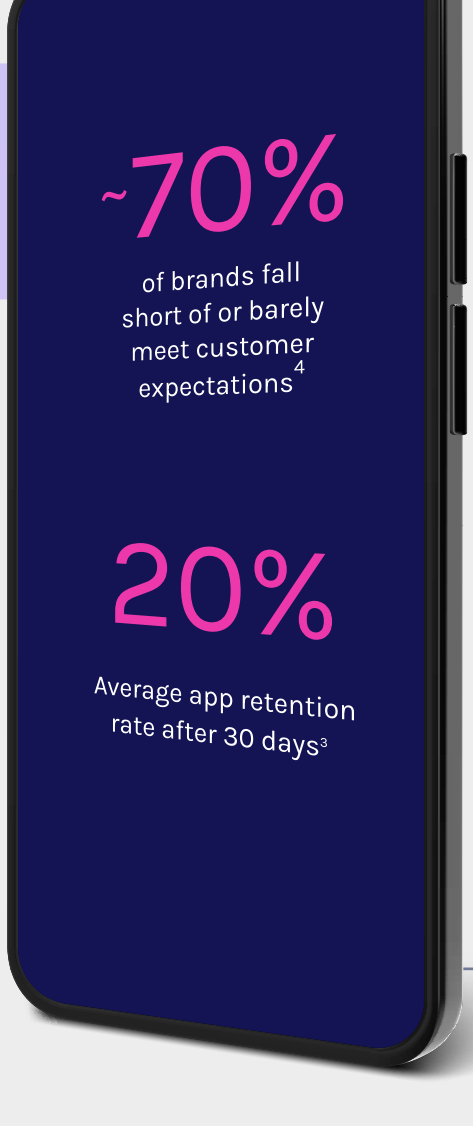 ~70%
of brands fall
short of or barely
meet customer
expectations⁴
20%
Average app retention
rate after 30 days³